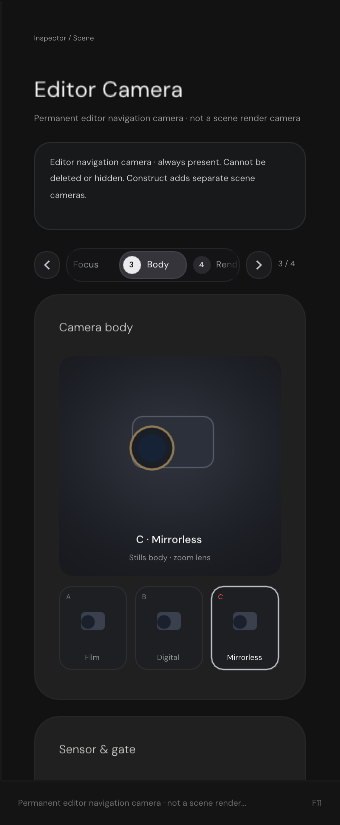 Inspector / Scene
Editor Camera
Permanent editor navigation camera · not a scene render camera
Editor navigation camera · always present. Cannot be
deleted or hidden. Construct adds separate scene
cameras.
Focus 3 Body 4 Rend 3 / 4
Camera body
C · Mirrorless
Stills body · zoom lens
A B C
Film Digital Mirrorless
Sensor & gate
Permanent editor navigation camera · not a scene render... F11